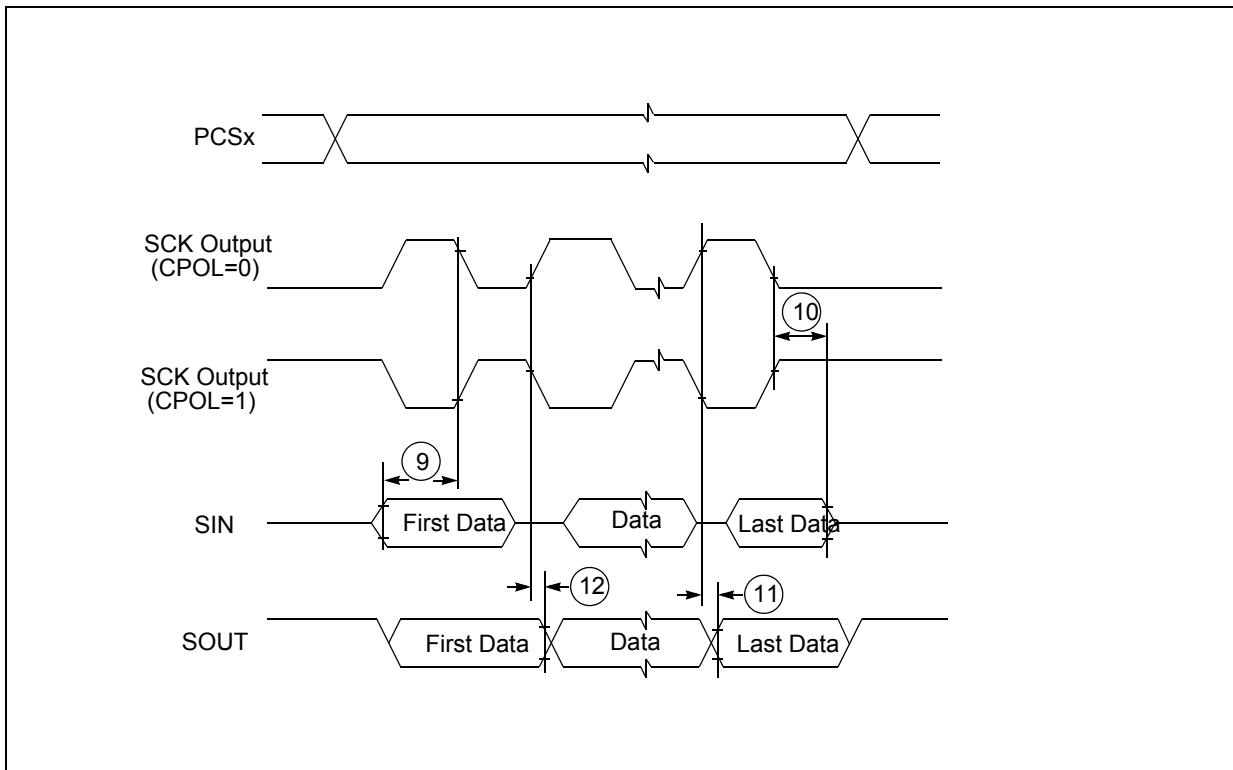 PCSx
SCK Output
(CPOL=0)
10
SCK Output
(CPOL=1)
9
SIN
First Data
Data
Last Data
12
11
SOUT
First Data
Data
Last Data